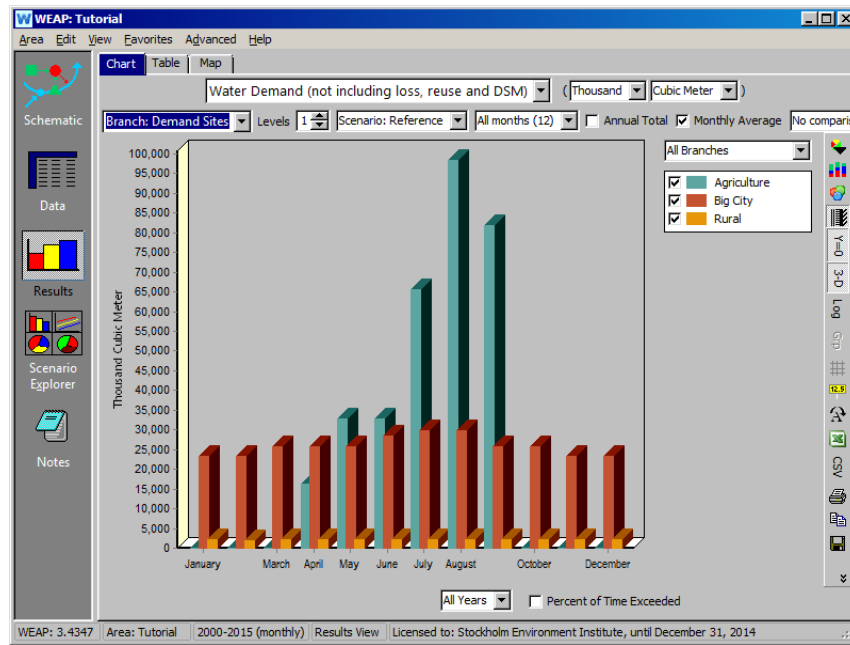 WEAP: Tutorial
Area Edit View Favorites Advanced Help
Chart Table Map
Water Demand (not including loss, reuse and DSM) ( Thousand Cubic Meter )
Branch: Demand Sites Levels 1 Scenario: Reference All months (12) Annual Total Monthly Average No comparis
Schematic
Data
Results
Scenario
Explorer
Notes
All Branches
Agriculture
Big City
Rural
Thousand Cubic Meter
100,000
95,000
90,000
85,000
80,000
75,000
70,000
65,000
60,000
55,000
50,000
45,000
40,000
35,000
30,000
25,000
20,000
15,000
10,000
5,000
0
January March April May June July August October December
Y=0
3-D
Log
Grp
12.5
A
CSV
All Years Percent of Time Exceeded
WEAP: 3.4347 Area: Tutorial 2000-2015 (monthly) Results View Licensed to: Stockholm Environment Institute, until December 31, 2014